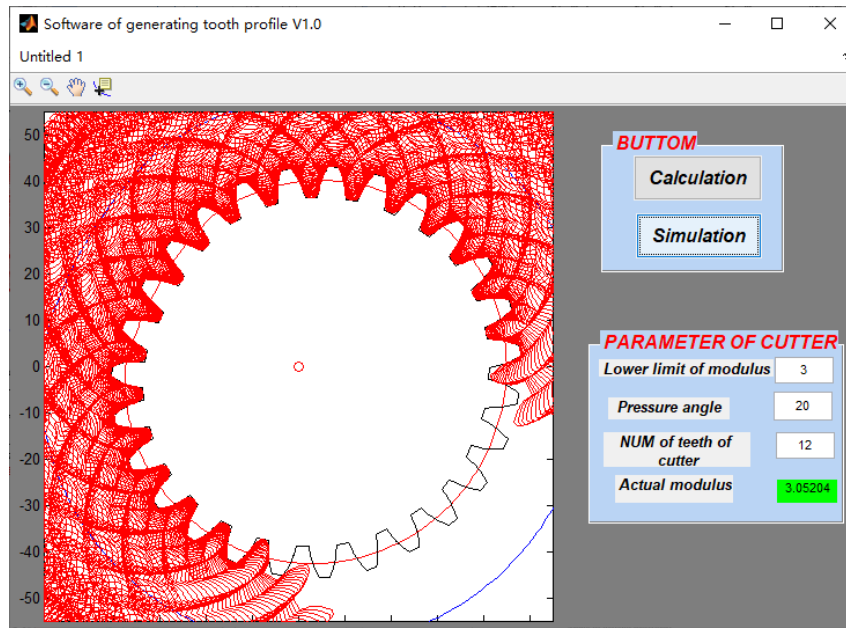 Software of generating tooth profile V1.0
Untitled 1
50
40
30
20
10
0
-10
-20
-30
-40
-50
BUTTOM
Calculation
Simulation
PARAMETER OF CUTTER
Lower limit of modulus 3
Pressure angle 20
NUM of teeth of
cutter 12
Actual modulus 3.05204